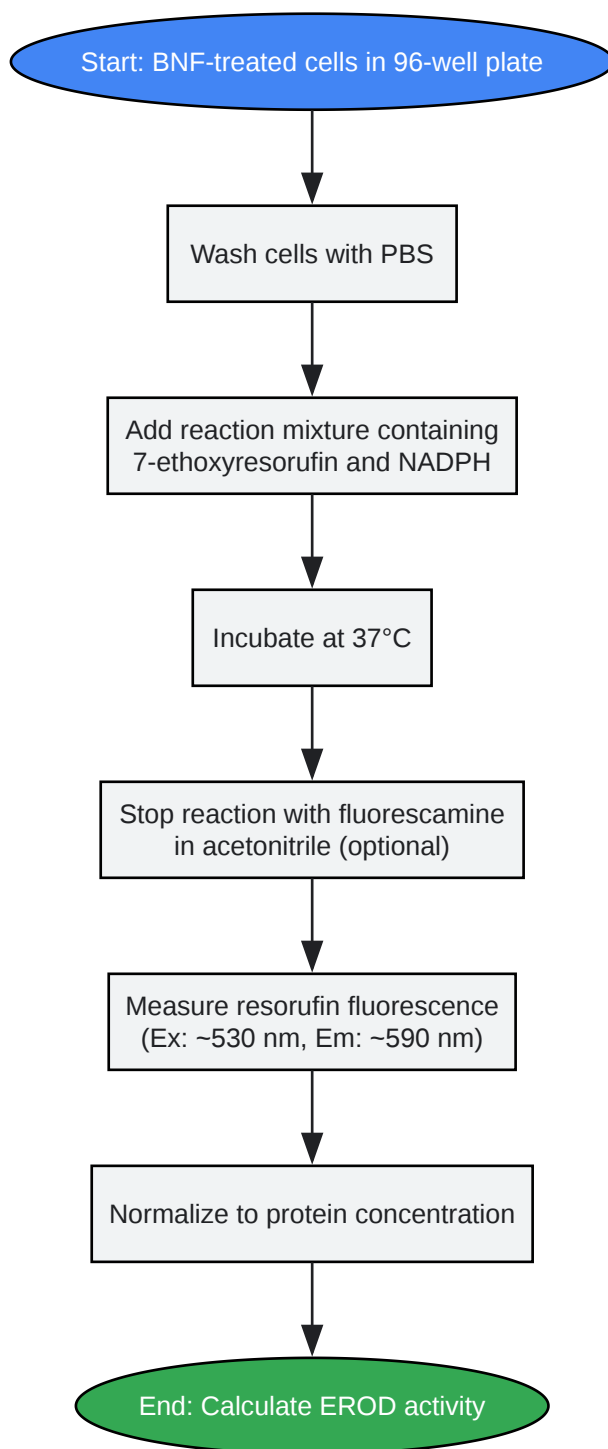 Start: BNF-treated cells in 96-well plate
Wash cells with PBS
Add reaction mixture containing
7-ethoxyresorufin and NADPH
Incubate at 37°C
Stop reaction with fluorescamine
in acetonitrile (optional)
Measure resorufin fluorescence
(Ex: ~530 nm, Em: ~590 nm)
Normalize to protein concentration
End: Calculate EROD activity